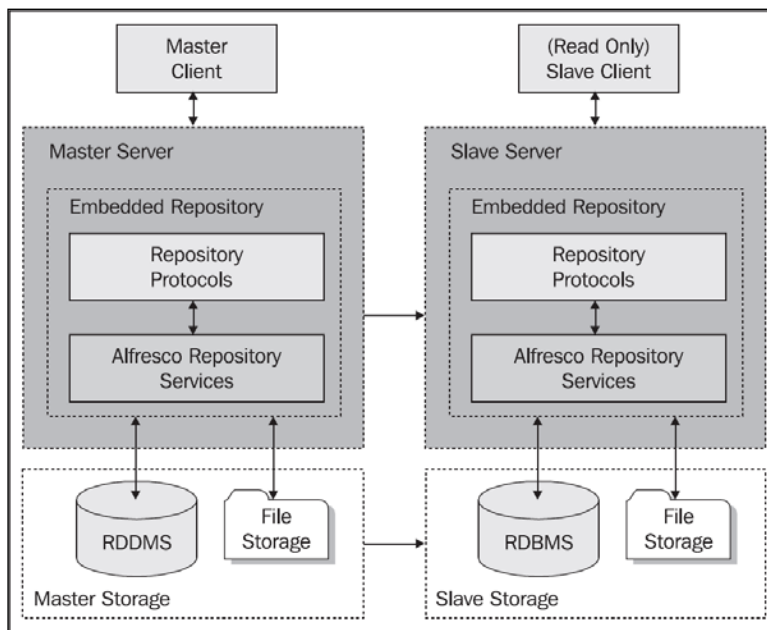 Master
Client
(Read Only)
Slave Client
Master Server
Embedded Repository
Repository
Protocols
Alfresco Repository
Services
Slave Server
Embedded Repository
Repository
Protocols
Alfresco Repository
Services
RDDMS
File
Storage
Master Storage
RDBMS
File
Storage
Slave Storage